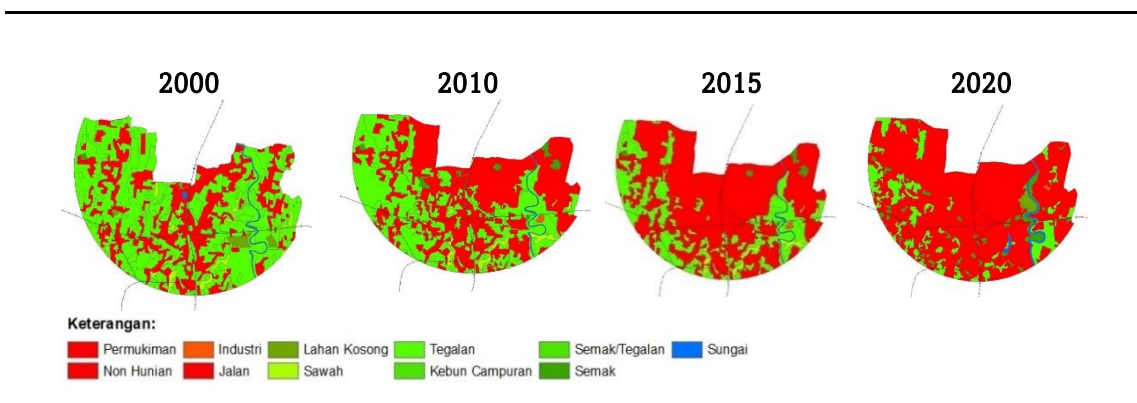 2000 2010 2015 2020
Keterangan:
Permukiman Industri Lahan Kosong Tegalan Semak/Tegalan Sungai
Non Hunian Jalan Sawah Kebun Campuran Semak